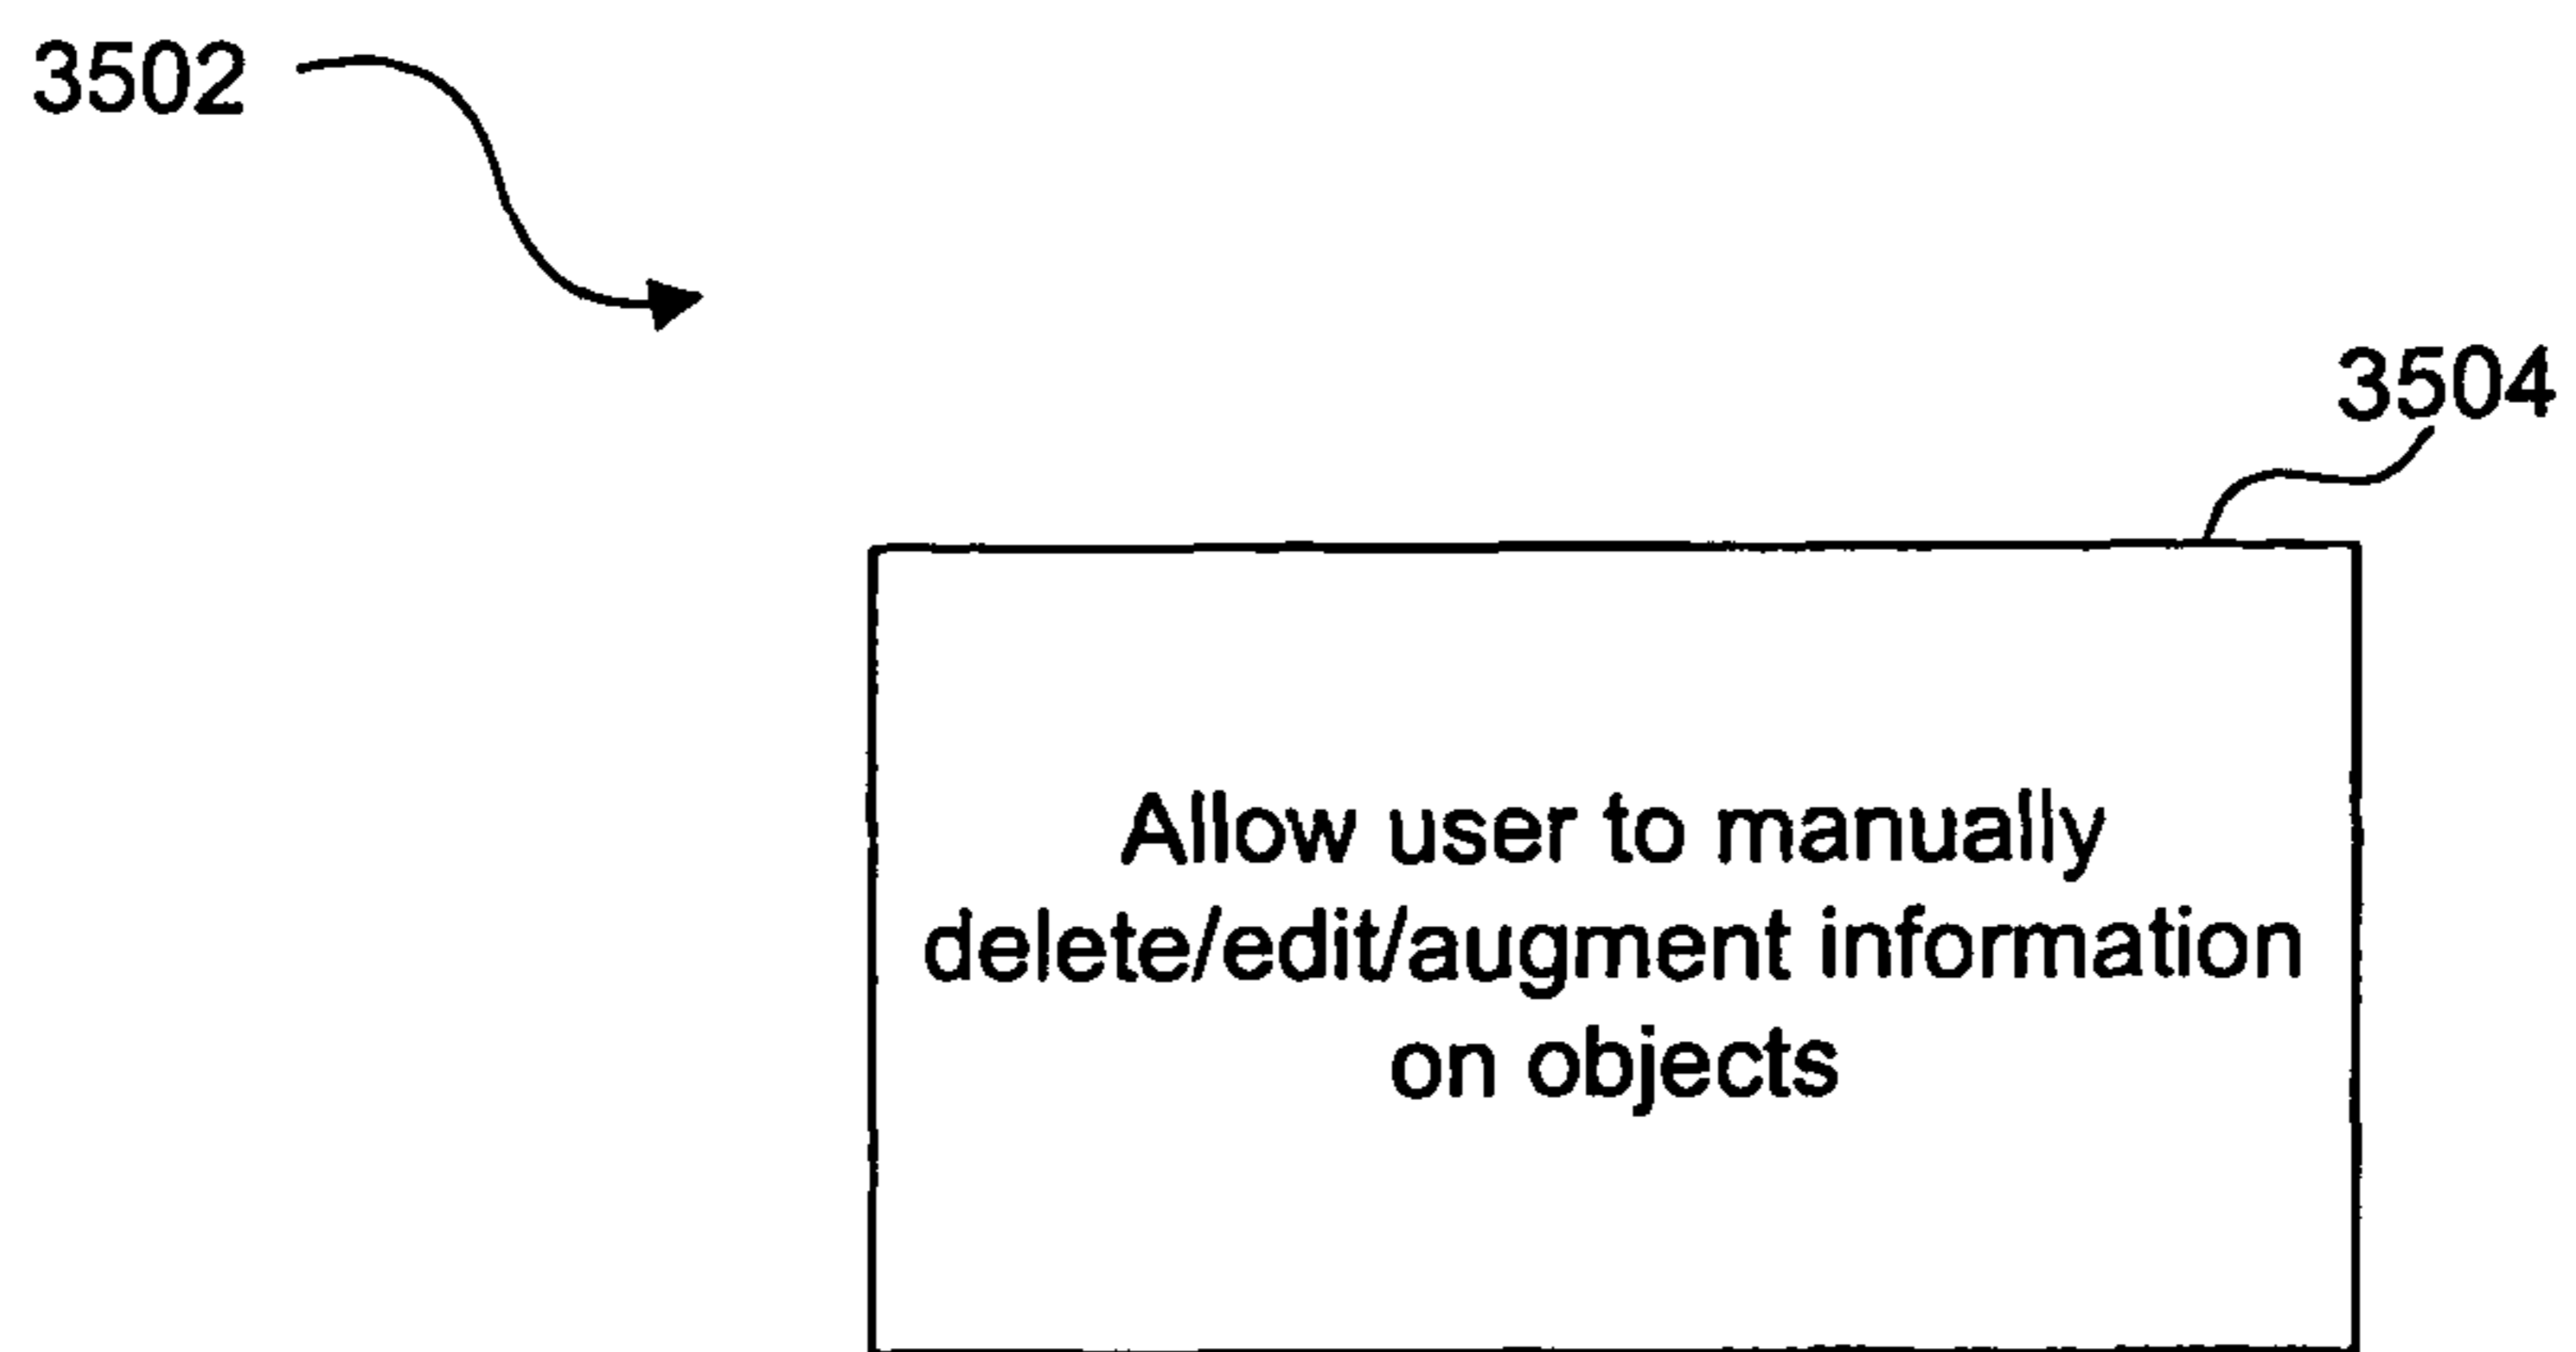 3502
3504
Allow user to manually
delete/edit/augment information
on objects